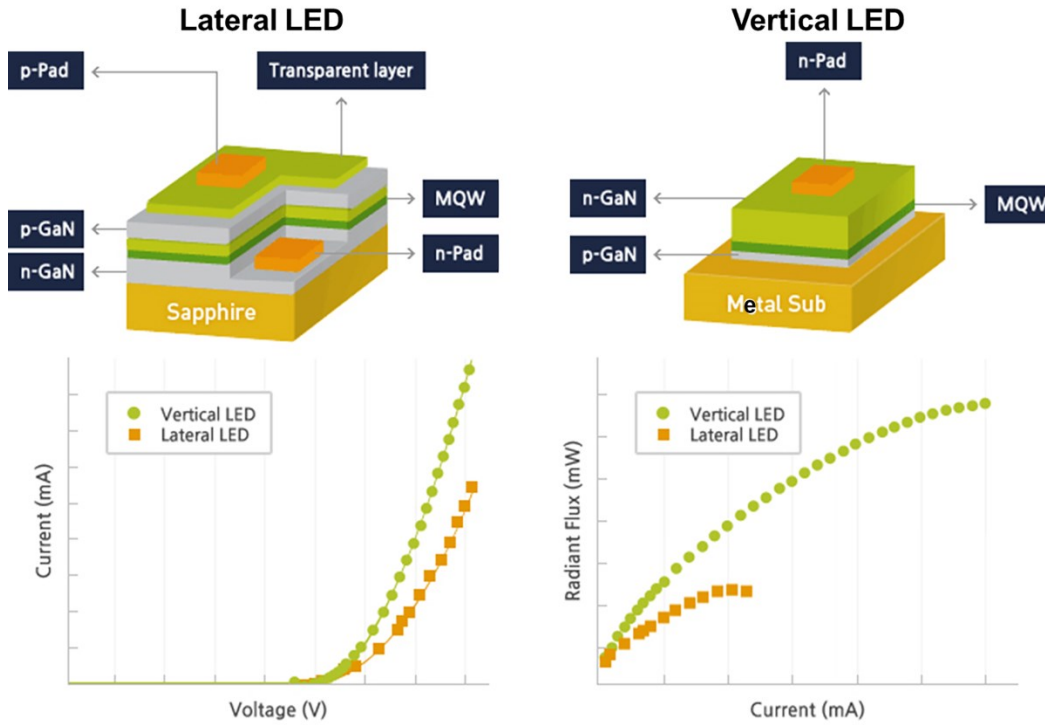 Lateral LED
Vertical LED
p-Pad
Transparent layer
n-Pad
MQW
p-GaN
n-Pad
n-GaN
Sapphire
n-GaN
MQW
p-GaN
Metal Sub
Vertical LED
Lateral LED
Current (mA)
Voltage (V)
Vertical LED
Lateral LED
Radiant Flux (mW)
Current (mA)